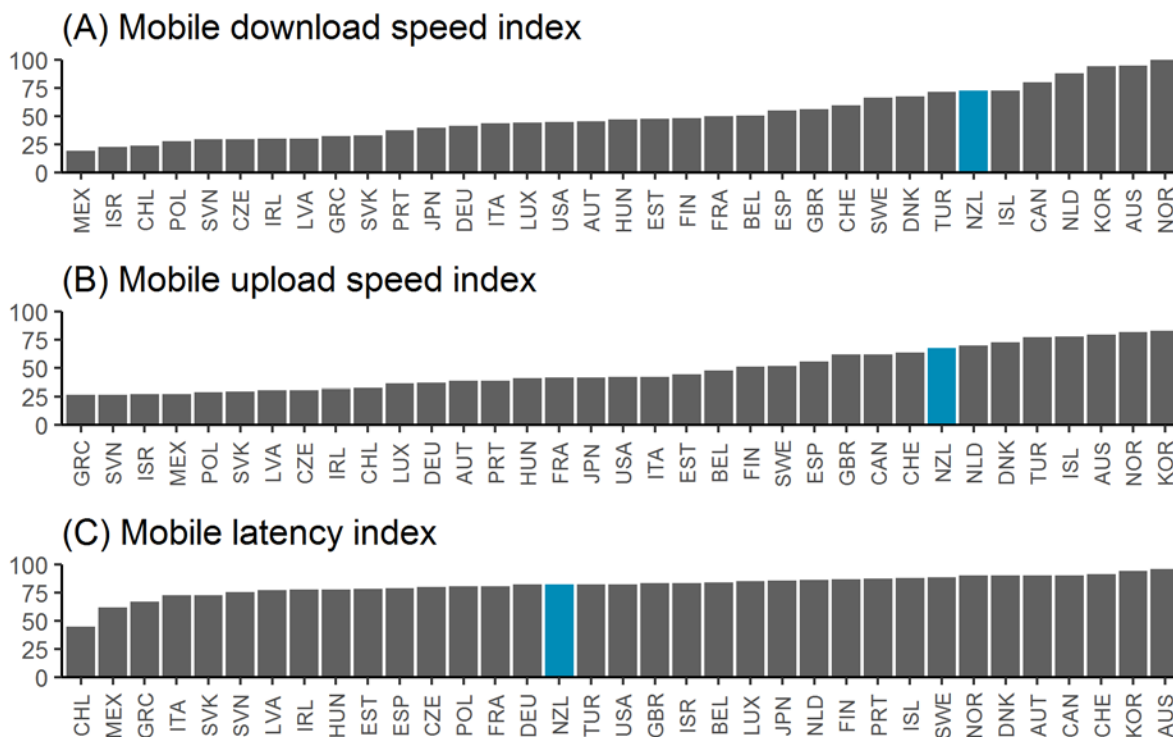 (A) Mobile download speed index
100
75
50
25
0
MEX ISR CHL POL SVN CZE IRL LVA GRC SVK PRT JPN DEU ITA LUX USA AUT HUN EST FIN FRA BEL ESP GBR CHE SWE DNK TUR NZL ISL CAN NLD KOR AUS NOR
(B) Mobile upload speed index
100
75
50
25
0
GRC SVN ISR MEX POL SVK LVA CZE IRL CHL LUX DEU AUT PRT HUN FRA JPN USA ITA EST BEL FIN SWE ESP GBR CAN CHE NZL NLD DNK TUR ISL AUS NOR KOR
(C) Mobile latency index
100
75
50
25
0
CHL MEX GRC ITA SVK SVN LVA IRL HUN EST ESP CZE POL FRA DEU NZL TUR USA GBR ISR BEL LUX JPN NLD FIN PRT ISL SWE NOR DNK AUT CAN CHE KOR AUS